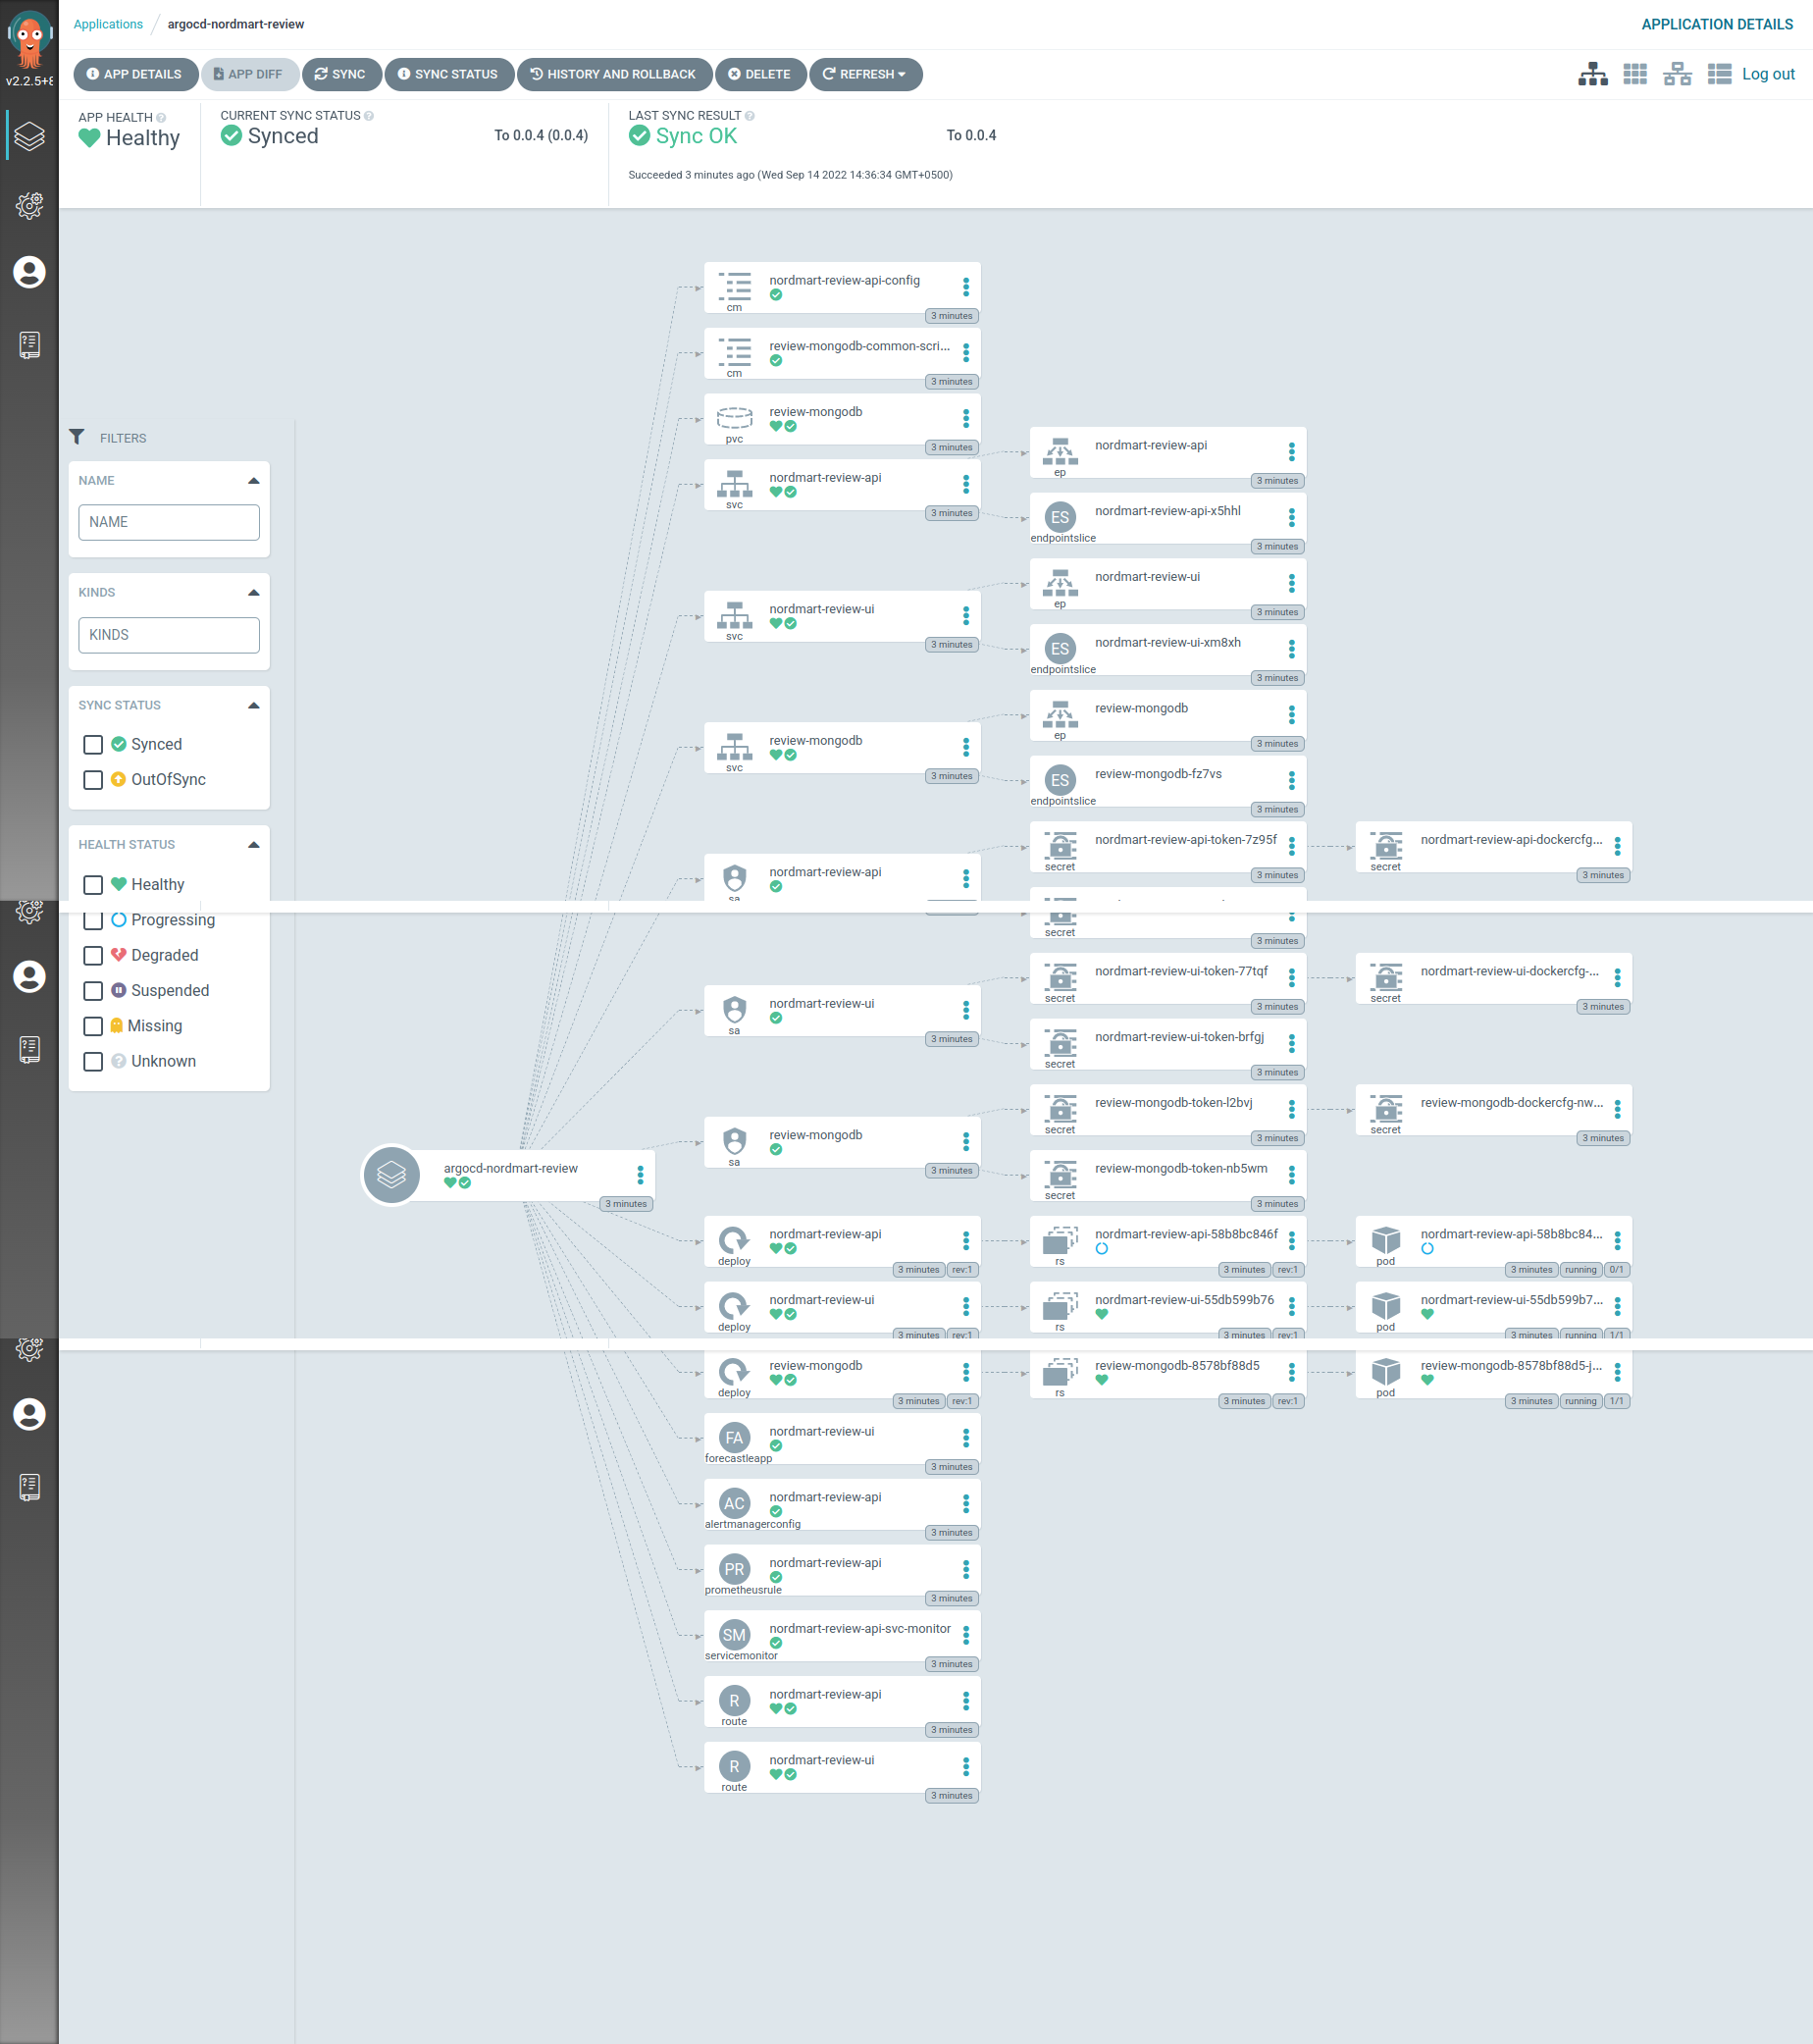 v2.2.5+8
Applications / argocd-nordmart-review
APPLICATION DETAILS
APP DETAILS
APP DIFF
SYNC
SYNC STATUS
HISTORY AND ROLLBACK
DELETE
REFRESH
Log out
APP HEALTH
Healthy
CURRENT SYNC STATUS
Synced
To 0.0.4 (0.0.4)
LAST SYNC RESULT
Sync OK
To 0.0.4
Succeeded 3 minutes ago (Wed Sep 14 2022 14:36:34 GMT+0500)
FILTERS
NAME
NAME
KINDS
KINDS
SYNC STATUS
Synced
OutOfSync
HEALTH STATUS
Healthy
Progressing
Degraded
Suspended
Missing
Unknown
argocd-nordmart-review
3 minutes
nordmart-review-api-config
cm
3 minutes
review-mongodb-common-scri...
cm
3 minutes
review-mongodb
pvc
3 minutes
nordmart-review-api
svc
3 minutes
nordmart-review-ui
svc
3 minutes
review-mongodb
svc
3 minutes
nordmart-review-api
sa
nordmart-review-ui
sa
3 minutes
review-mongodb
sa
3 minutes
nordmart-review-api
deploy
3 minutes
rev:1
nordmart-review-ui
deploy
3 minutes
rev:1
review-mongodb
deploy
3 minutes
rev:1
FA
nordmart-review-ui
forecastleapp
3 minutes
AC
nordmart-review-api
alertmanagerconfig
3 minutes
PR
nordmart-review-api
prometheusrule
3 minutes
SM
nordmart-review-api-svc-monitor
servicemonitor
3 minutes
R
nordmart-review-api
route
3 minutes
R
nordmart-review-ui
route
3 minutes
nordmart-review-api
ep
3 minutes
ES
nordmart-review-api-x5hhl
endpointslice
3 minutes
nordmart-review-ui
ep
3 minutes
ES
nordmart-review-ui-xm8xh
endpointslice
3 minutes
review-mongodb
ep
3 minutes
ES
review-mongodb-fz7vs
endpointslice
3 minutes
nordmart-review-api-token-7z95f
secret
3 minutes
secret
3 minutes
nordmart-review-ui-token-77tqf
secret
3 minutes
nordmart-review-ui-token-brfgj
secret
3 minutes
review-mongodb-token-l2bvj
secret
3 minutes
review-mongodb-token-nb5wm
secret
3 minutes
nordmart-review-api-58b8bc846f
rs
3 minutes
rev:1
nordmart-review-ui-55db599b76
rs
3 minutes
rev:1
review-mongodb-8578bf88d5
rs
3 minutes
rev:1
nordmart-review-api-dockercfg...
secret
3 minutes
nordmart-review-ui-dockercfg-...
secret
3 minutes
review-mongodb-dockercfg-nw...
secret
3 minutes
nordmart-review-api-58b8bc84...
pod
3 minutes
running
0/1
nordmart-review-ui-55db599b7...
pod
3 minutes
running
1/1
review-mongodb-8578bf88d5-j...
pod
3 minutes
running
1/1